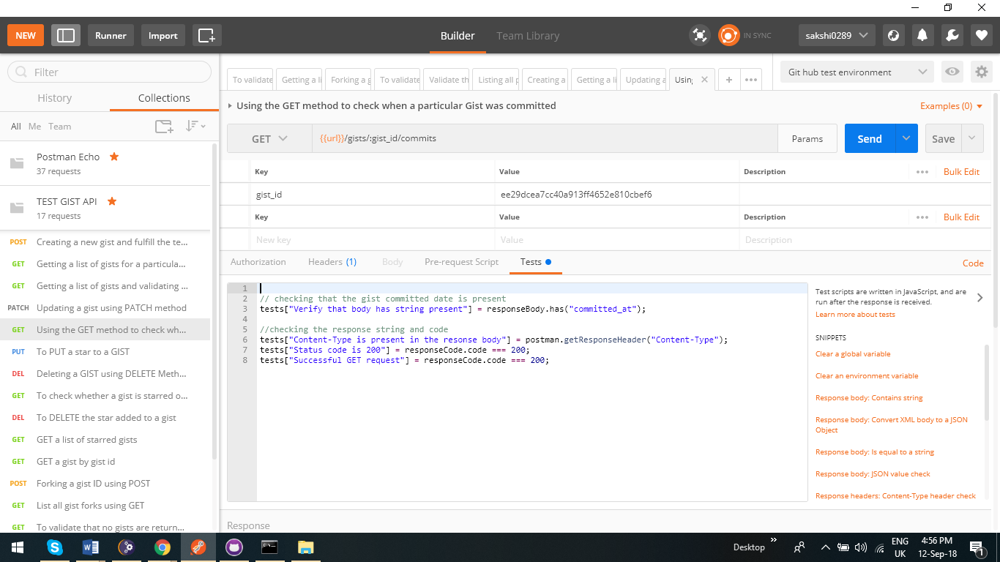 NEW
Runner
Import
Builder
Team Library
IN SYNC
sakshi0289
Filter
History
Collections
All Me Team
Postman Echo
37 requests
TEST GIST API
17 requests
POST Creating a new gist and fulfill the te...
GET Getting a list of gists for a particula...
GET Getting a list of gists and validating ...
PATCH Updating a gist using PATCH method
GET Using the GET method to check wh...
PUT To PUT a star to a GIST
DEL Deleting a GIST using DELETE Meth...
GET To check whether a gist is starred o...
DEL To DELETE the star added to a gist
GET GET a list of starred gists
GET GET a gist by gist id
POST Forking a gist ID using POST
GET List all gist forks using GET
GET To validate that no gists are return...
To validate
Getting a li
Forking a g
To validate
Validate th
Listing all p
Creating a
Getting a li
Updating a
Usin
+
•••
Git hub test environment
Using the GET method to check when a particular Gist was committed
Examples (0)
GET
{{url}}/gists/:gist_id/commits
Params
Send
Save
Key Value Description ••• Bulk Edit
gist_id ee29dcea7cc40a913ff4652e810cbef6
Key Value Description ••• Bulk Edit
New key Value Description
Authorization Headers (1) Body Pre-request Script Tests Code
1
2 // checking that the gist committed date is present
3 tests["Verify that body has string present"] = responseBody.has("committed_at");
4
5 //checking the response string and code
6 tests["Content-Type is present in the resonse body"] = postman.getResponseHeader("Content-Type");
7 tests["Status code is 200"] = responseCode.code === 200;
8 tests["Successful GET request"] = responseCode.code === 200;
Test scripts are written in JavaScript, and are
run after the response is received.
Learn more about tests
SNIPPETS
Clear a global variable
Clear an environment variable
Response body: Contains string
Response body: Convert XML body to a JSON
Object
Response body: Is equal to a string
Response body: JSON value check
Response headers: Content-Type header check
Response
Desktop
ENG
UK
4:56 PM
12-Sep-18
1